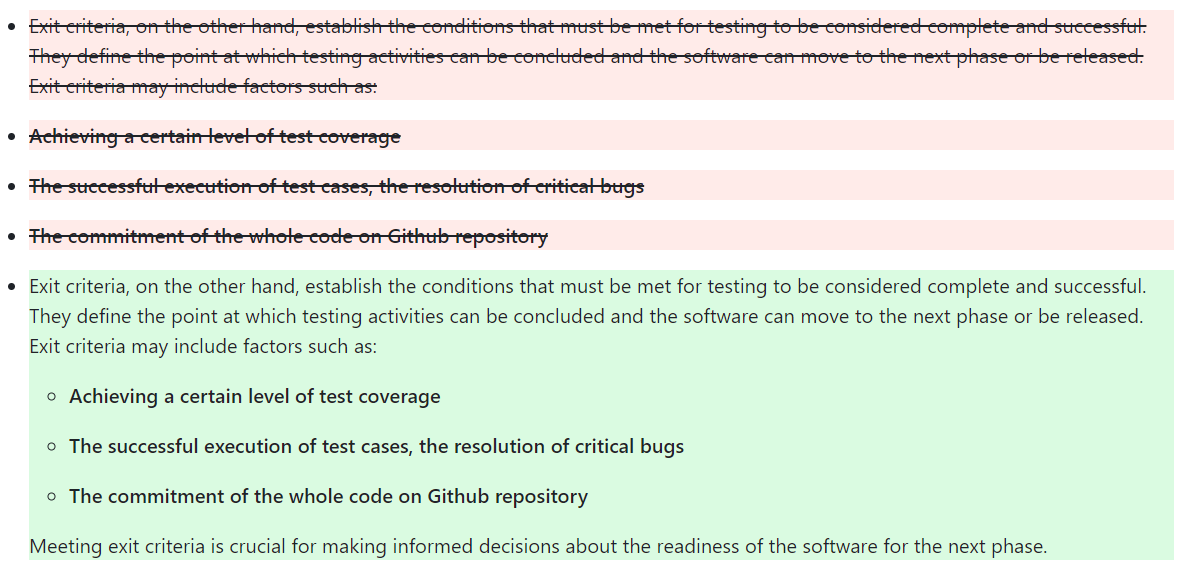 Exit criteria, on the other hand, establish the conditions that must be met for testing to be considered complete and successful.
They define the point at which testing activities can be concluded and the software can move to the next phase or be released.
Exit criteria may include factors such as:
Achieving a certain level of test coverage
The successful execution of test cases, the resolution of critical bugs
The commitment of the whole code on Github repository
Exit criteria, on the other hand, establish the conditions that must be met for testing to be considered complete and successful.
They define the point at which testing activities can be concluded and the software can move to the next phase or be released.
Exit criteria may include factors such as:
Achieving a certain level of test coverage
The successful execution of test cases, the resolution of critical bugs
The commitment of the whole code on Github repository
Meeting exit criteria is crucial for making informed decisions about the readiness of the software for the next phase.